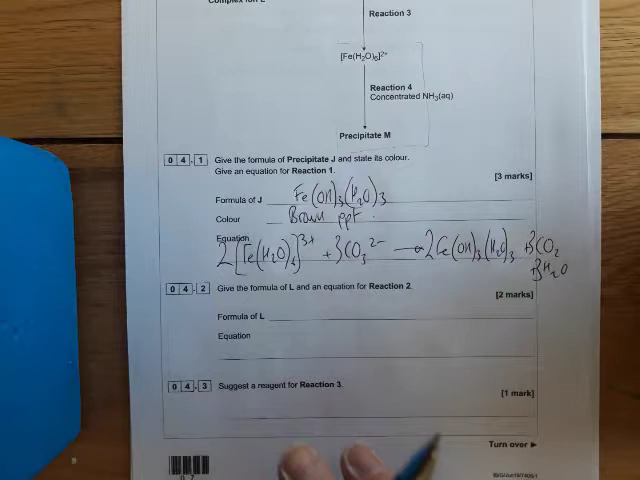 Complex ion L
Reaction 3
[Fe(H₂O)₆]²⁺
Reaction 4
Concentrated NH₃(aq)
Precipitate M
0 4 . 1 Give the formula of Precipitate J and state its colour.
Give an equation for Reaction 1.
[3 marks]
Formula of J Fe(OH)₃(H₂O)₃
Colour Brown ppt.
Equation
2[Fe(H₂O)₆]³⁺ + 3CO₃²⁻ → 2Fe(OH)₃(H₂O)₃ + 3CO₂
+ 3H₂O
0 4 . 2 Give the formula of L and an equation for Reaction 2.
[2 marks]
Formula of L
Equation
0 4 . 3 Suggest a reagent for Reaction 3.
[1 mark]
Turn over ►
0 7